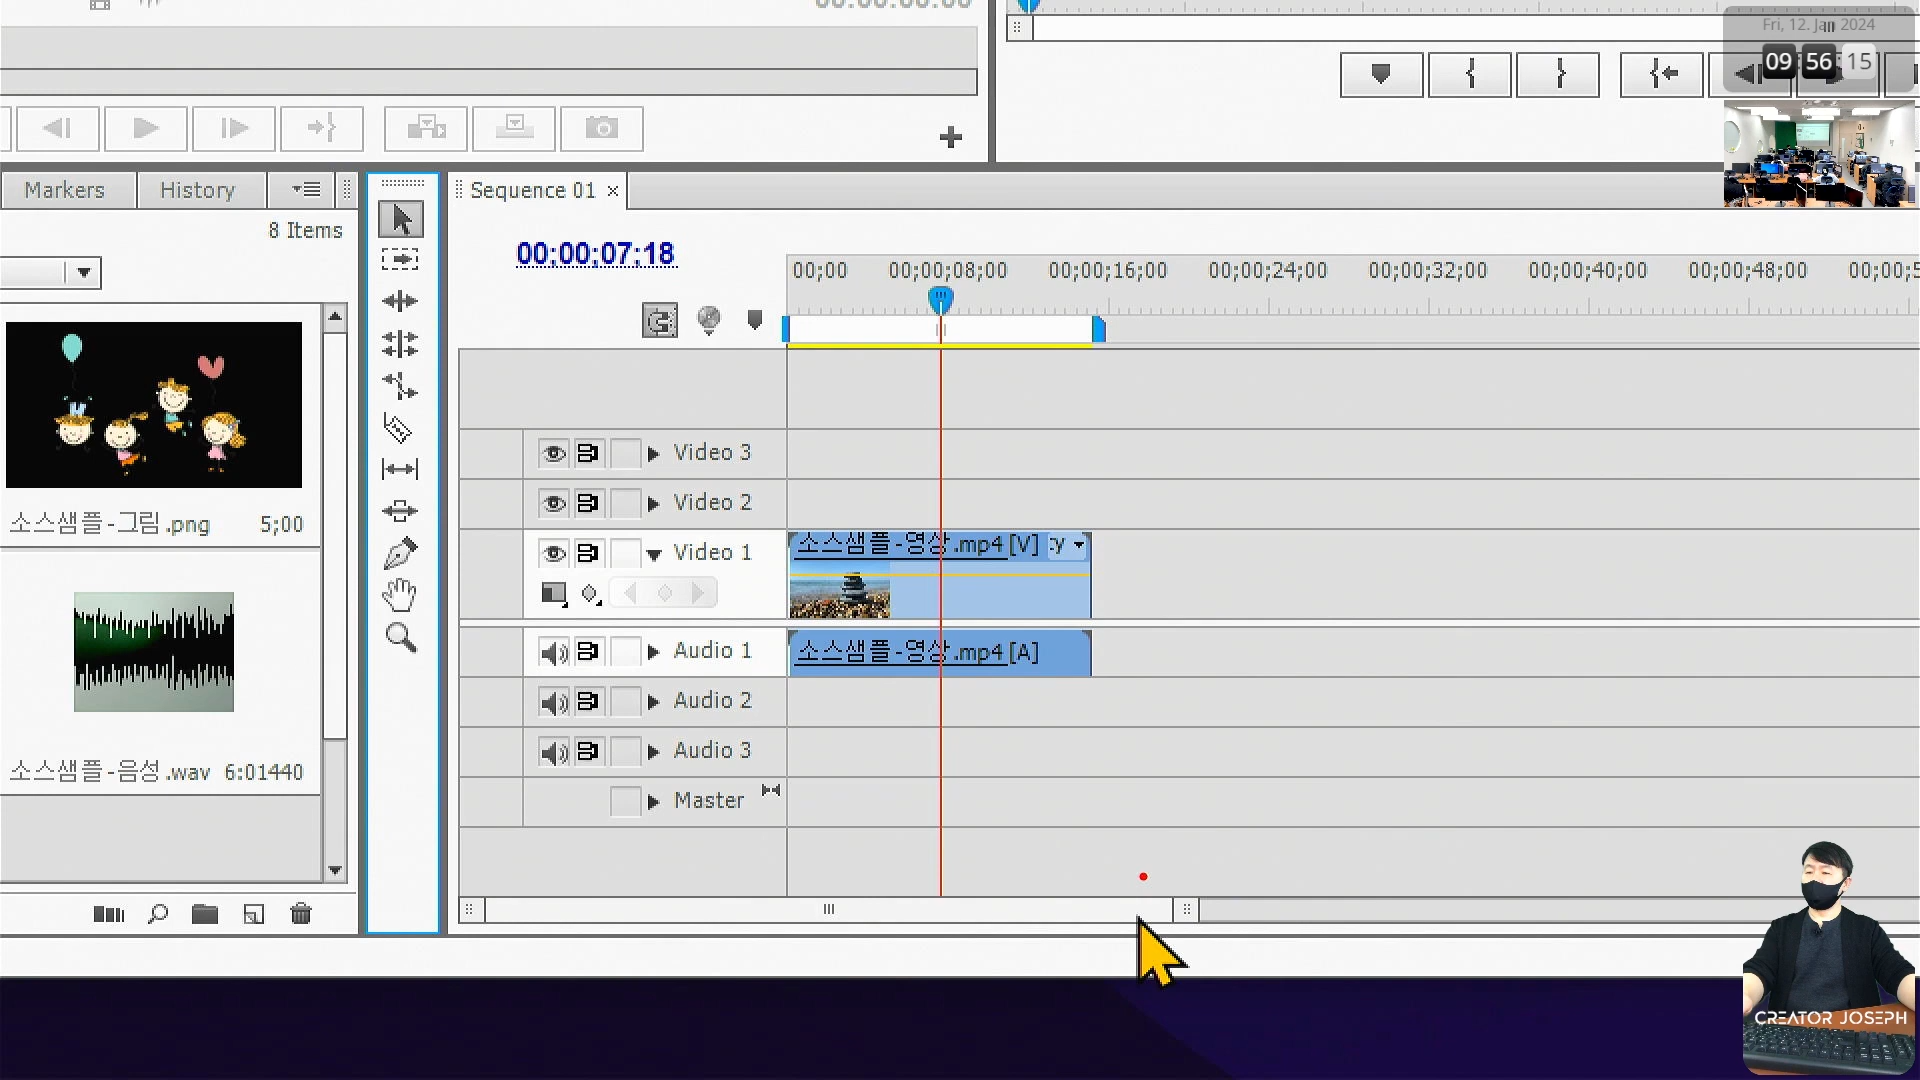 Fri, 12. Jan 2024
09 56 15
Markers
History
8 Items
Sequence 01 ×
00;00;07;18
00;00
00;00;08;00
00;00;16;00
00;00;24;00
00;00;32;00
00;00;40;00
00;00;48;00
Video 3
소스샘플-그림.png
5;00
Video 2
Video 1
소스샘플-영상.mp4 [V]
Audio 1
소스샘플-영상.mp4 [A]
Audio 2
Audio 3
소스샘플-음성.wav
6:01440
Master
CREATOR JOSEPH